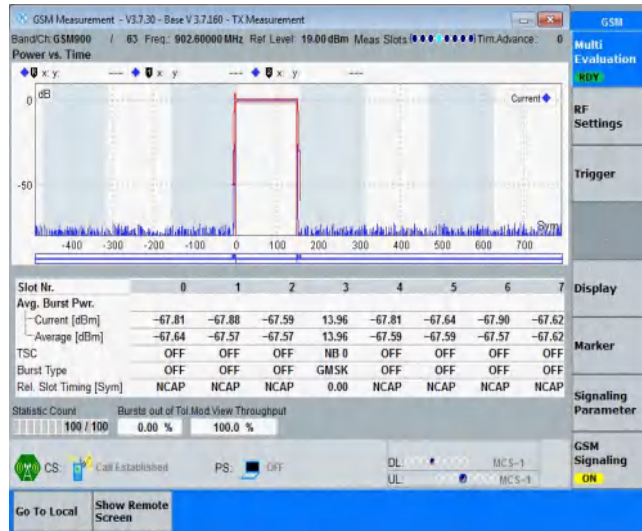 GSM Measurement - V3.7.30 - Base V 3.7.160 - TX Measurement
GSM
Band/Ch: GSM900 / 63 Freq.: 902.60000 MHz Ref. Level: 19.00 dBm Meas Slots: Tim.Advance: 0
Power vs. Time
Multi Evaluation
RDY
x: y: --- x y --- x y ---
dB
Current
0
-50
Sym
-400 -300 -200 -100 0 100 200 300 400 500 600 700
RF Settings
Trigger
Slot Nr. 0 1 2 3 4 5 6 7
Avg. Burst Pwr.
Current [dBm] -67.81 -67.88 -67.59 13.96 -67.81 -67.64 -67.90 -67.62
Average [dBm] -67.64 -67.57 -67.57 13.96 -67.59 -67.59 -67.57 -67.62
TSC OFF OFF OFF NB 0 OFF OFF OFF OFF
Burst Type OFF OFF OFF GMSK OFF OFF OFF OFF
Rel. Slot Timing [Sym] NCAP NCAP NCAP 0.00 NCAP NCAP NCAP NCAP
Display
Marker
Signaling Parameter
Statistic Count Bursts out of Tol. Mod.View Throughput
100 / 100 0.00 % 100.0 %
CS: Call Established PS: OFF DL: MCS-1
UL: MCS-1
GSM Signaling
ON
Go To Local
Show Remote Screen